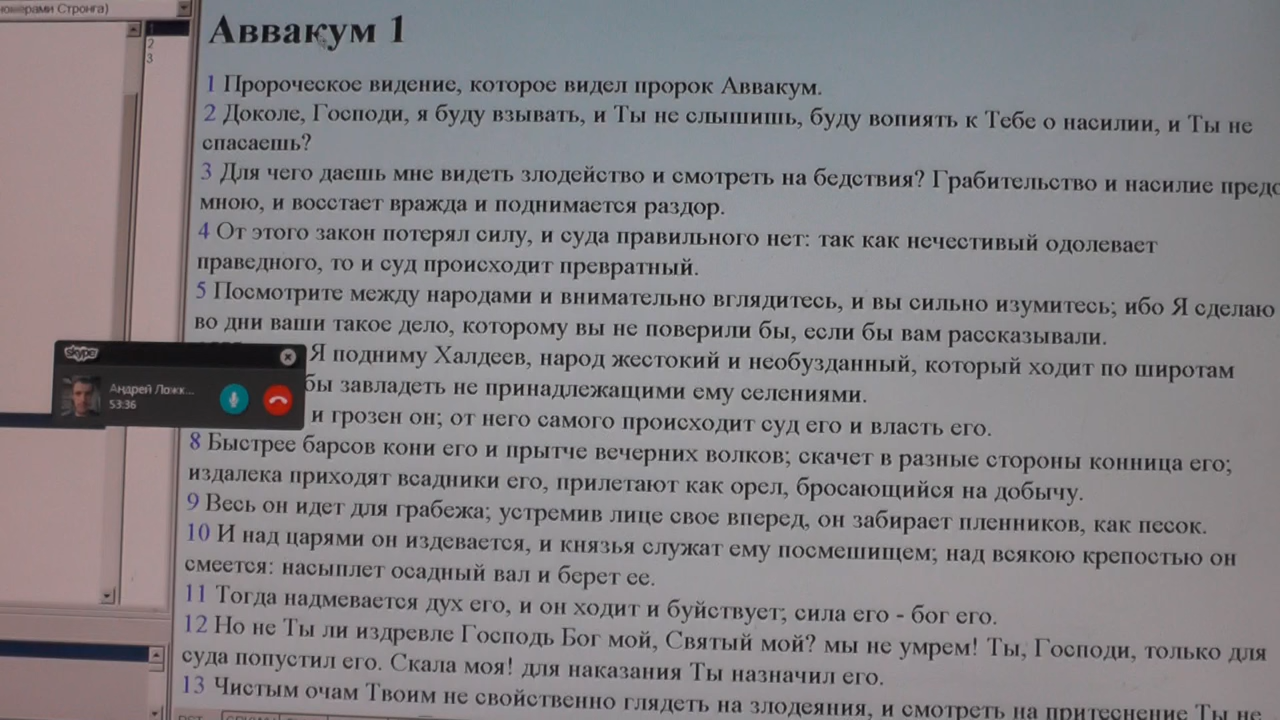 номерами Стронга)
1
2
3
Аввакум 1
1 Пророческое видение, которое видел пророк Аввакум.
2 Доколе, Господи, я буду взывать, и Ты не слышишь, буду вопиять к Тебе о насилии, и Ты не
спасаешь?
3 Для чего даешь мне видеть злодейство и смотреть на бедствия? Грабительство и насилие предо
мною, и восстает вражда и поднимается раздор.
4 От этого закон потерял силу, и суда правильного нет: так как нечестивый одолевает
праведного, то и суд происходит превратный.
5 Посмотрите между народами и внимательно вглядитесь, и вы сильно изумитесь; ибо Я сделаю
во дни ваши такое дело, которому вы не поверили бы, если бы вам рассказывали.
Я подниму Халдеев, народ жестокий и необузданный, который ходит по широтам
бы завладеть не принадлежащими ему селениями.
и грозен он; от него самого происходит суд его и власть его.
skype
Андрей Ложк...
53:36
8 Быстрее барсов кони его и прытче вечерних волков; скачет в разные стороны конница его;
издалека приходят всадники его, прилетают как орел, бросающийся на добычу.
9 Весь он идет для грабежа; устремив лице свое вперед, он забирает пленников, как песок.
10 И над царями он издевается, и князья служат ему посмешищем; над всякою крепостью он
смеется: насыплет осадный вал и берет ее.
11 Тогда надмевается дух его, и он ходит и буйствует; сила его - бог его.
12 Но не Ты ли издревле Господь Бог мой, Святый мой? мы не умрем! Ты, Господи, только для
суда попустил его. Скала моя! для наказания Ты назначил его.
13 Чистым очам Твоим не свойственно глядеть на злодеяния, и смотреть на притеснение Ты не